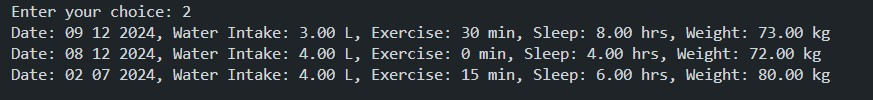 Enter your choice: 2
Date: 09 12 2024, Water Intake: 3.00 L, Exercise: 30 min, Sleep: 8.00 hrs, Weight: 73.00 kg
Date: 08 12 2024, Water Intake: 4.00 L, Exercise: 0 min, Sleep: 4.00 hrs, Weight: 72.00 kg
Date: 02 07 2024, Water Intake: 4.00 L, Exercise: 15 min, Sleep: 6.00 hrs, Weight: 80.00 kg